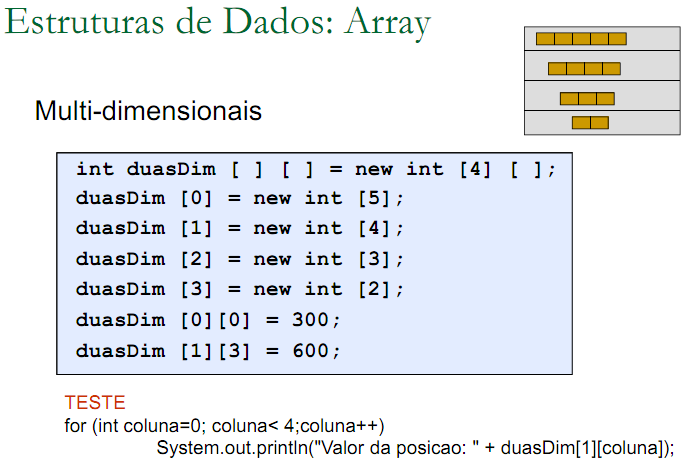 Estruturas de Dados: Array
Multi-dimensionais
int duasDim [ ] [ ] = new int [4] [ ];
duasDim [0] = new int [5];
duasDim [1] = new int [4];
duasDim [2] = new int [3];
duasDim [3] = new int [2];
duasDim [0][0] = 300;
duasDim [1][3] = 600;
TESTE
for (int coluna=0; coluna< 4;coluna++)
System.out.println("Valor da posicao: " + duasDim[1][coluna]);